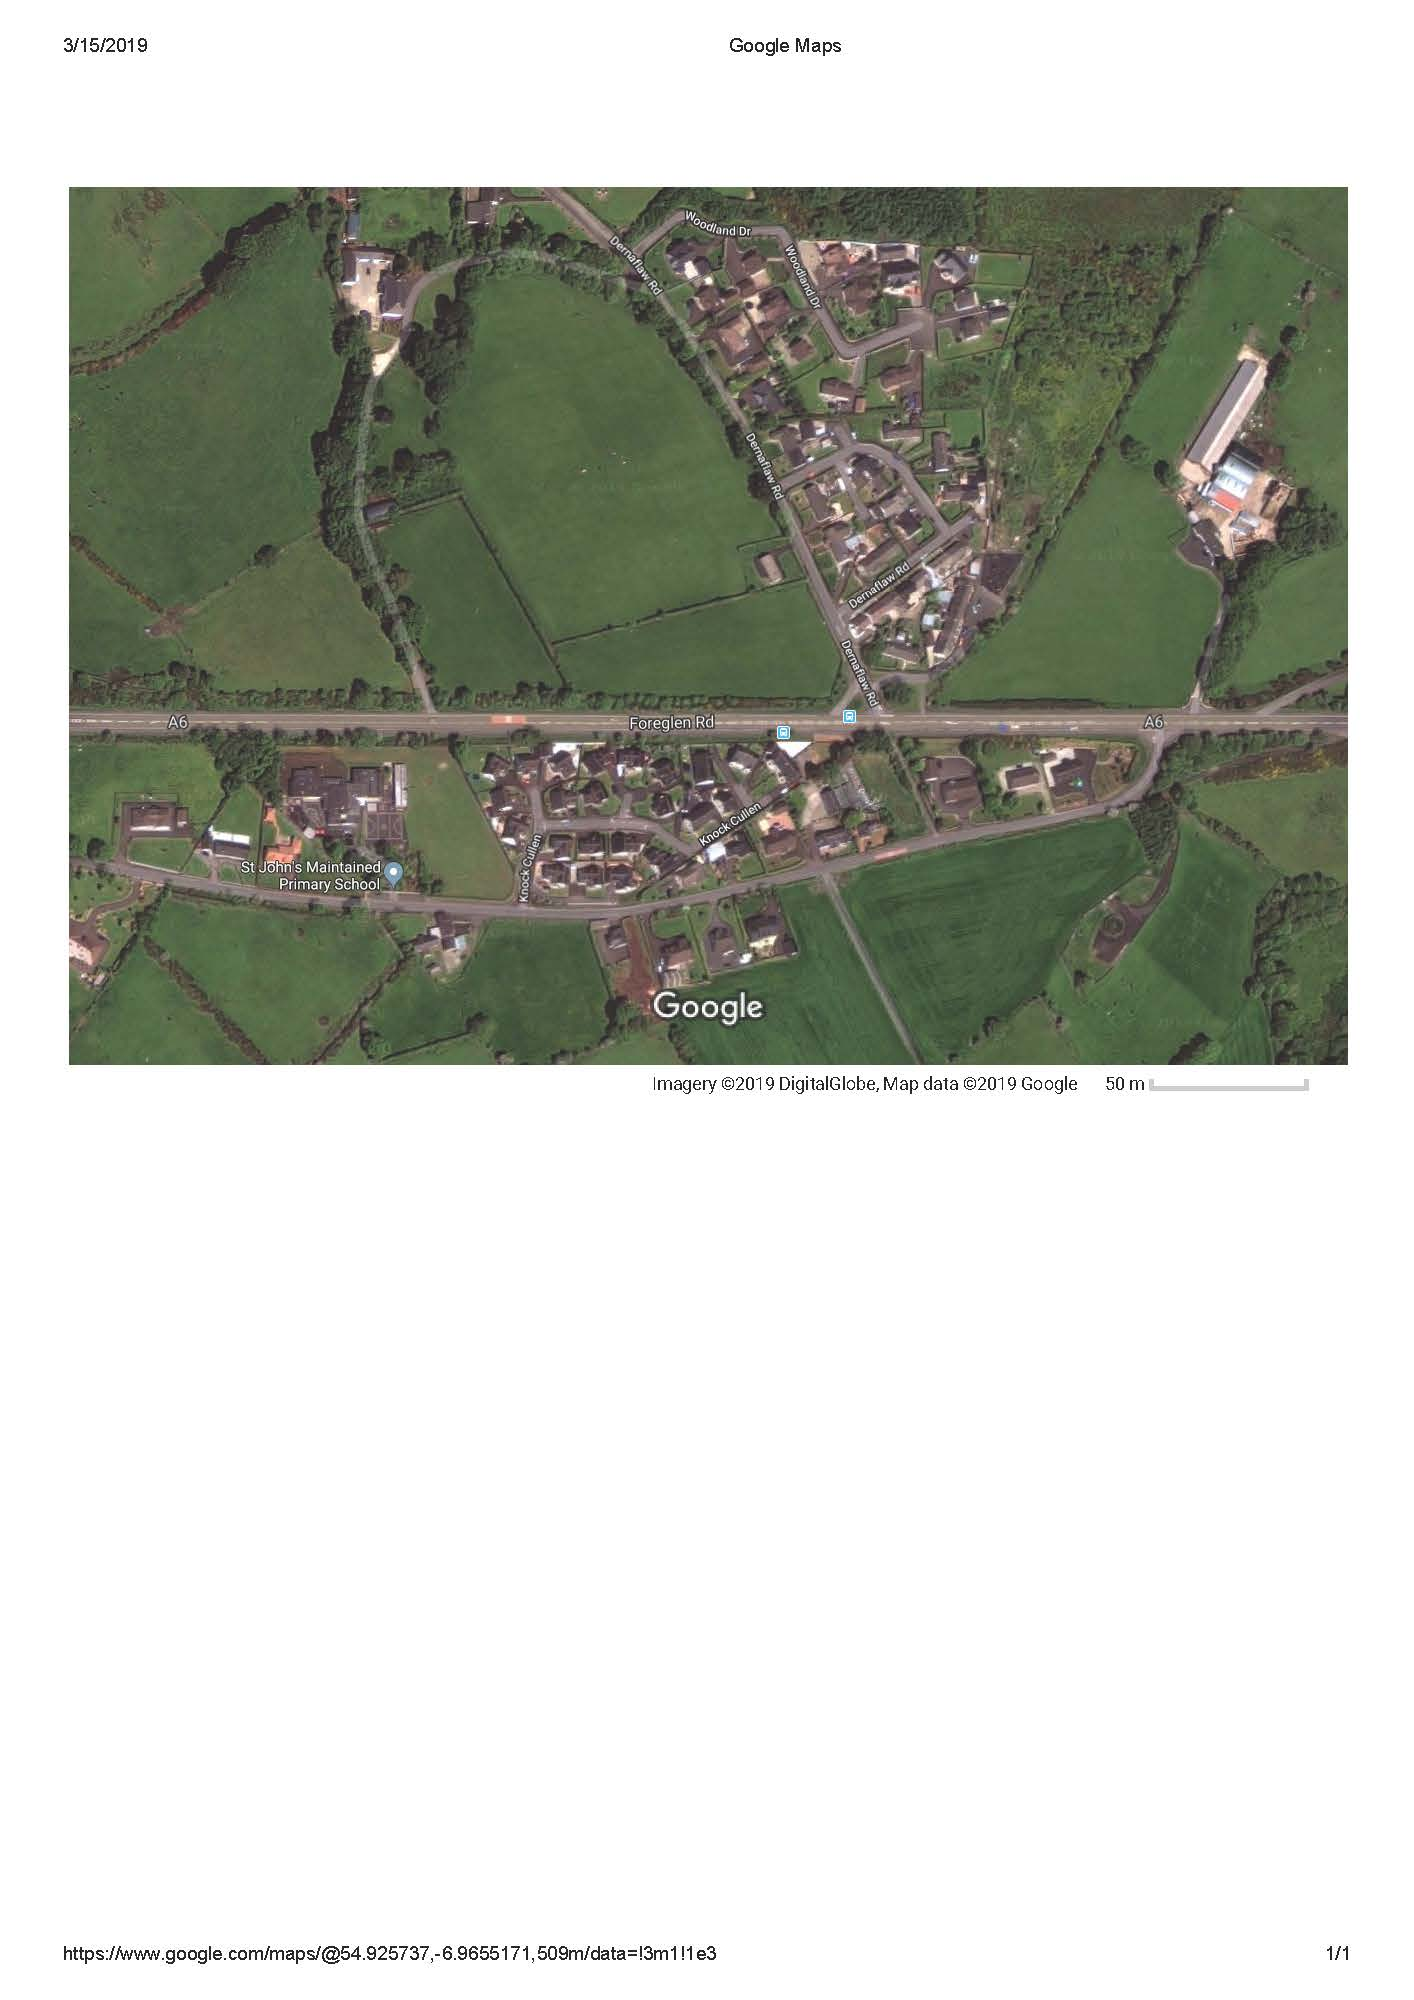 3/15/2019
Google Maps
Woodland Dr
Dernaflaw Rd
Woodland Dr
Dernaflaw Rd
Dernaflaw Rd
Dernaflaw Rd
A6
Foreglen Rd
A6
Knock Cullen
Knock Cullen
St John's Maintained
Primary School
Google
Imagery ©2019 DigitalGlobe, Map data ©2019 Google
50 m
https://www.google.com/maps/@54.925737,-6.9655171,509m/data=!3m1!1e3
1/1